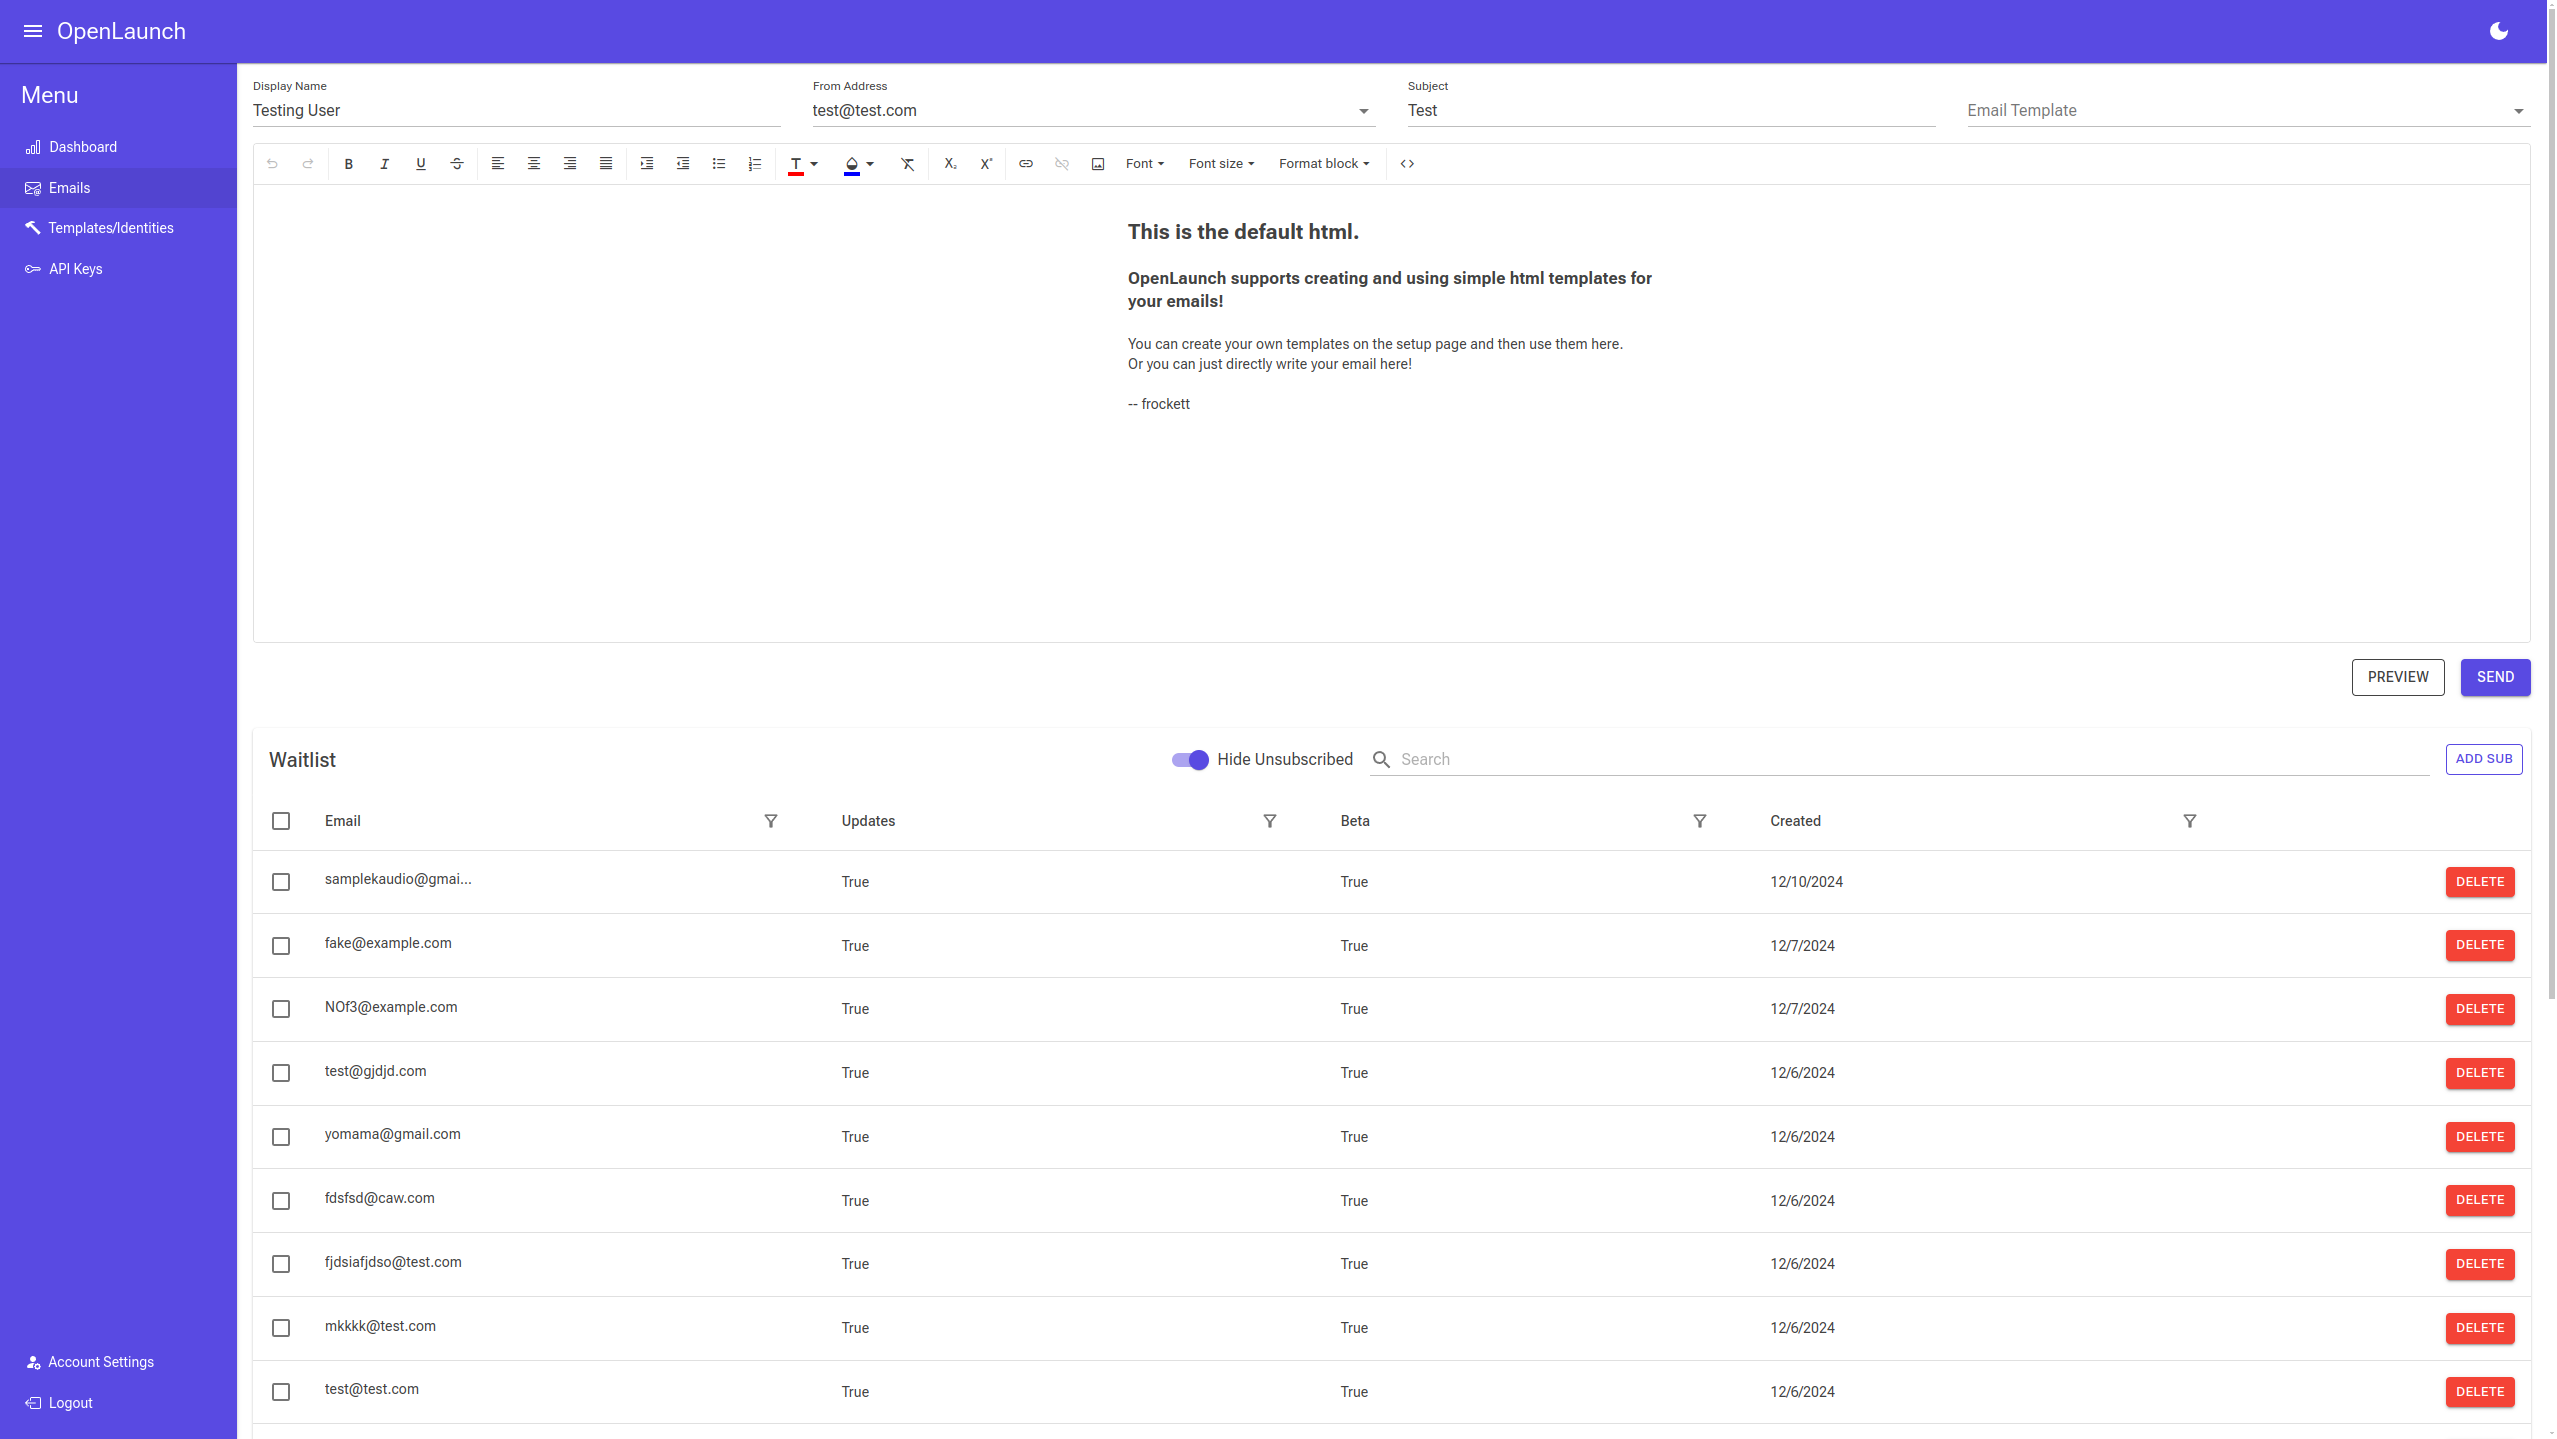 OpenLaunch
Menu
Dashboard
Emails
Templates/Identities
API Keys
Account Settings
Logout
Display Name
Testing User
From Address
test@test.com
Subject
Test
Email Template
B I U S T X₂ X° Font Font size Format block <>
This is the default html.
OpenLaunch supports creating and using simple html templates for
your emails!
You can create your own templates on the setup page and then use them here.
Or you can just directly write your email here!
-- frockett
PREVIEW SEND
Waitlist Hide Unsubscribed Search ADD SUB
Email Updates Beta Created
samplekaudio@gmai... True True 12/10/2024 DELETE
fake@example.com True True 12/7/2024 DELETE
NOf3@example.com True True 12/7/2024 DELETE
test@gjdjd.com True True 12/6/2024 DELETE
yomama@gmail.com True True 12/6/2024 DELETE
fdsfsd@caw.com True True 12/6/2024 DELETE
fjdsiafjdso@test.com True True 12/6/2024 DELETE
mkkkk@test.com True True 12/6/2024 DELETE
test@test.com True True 12/6/2024 DELETE